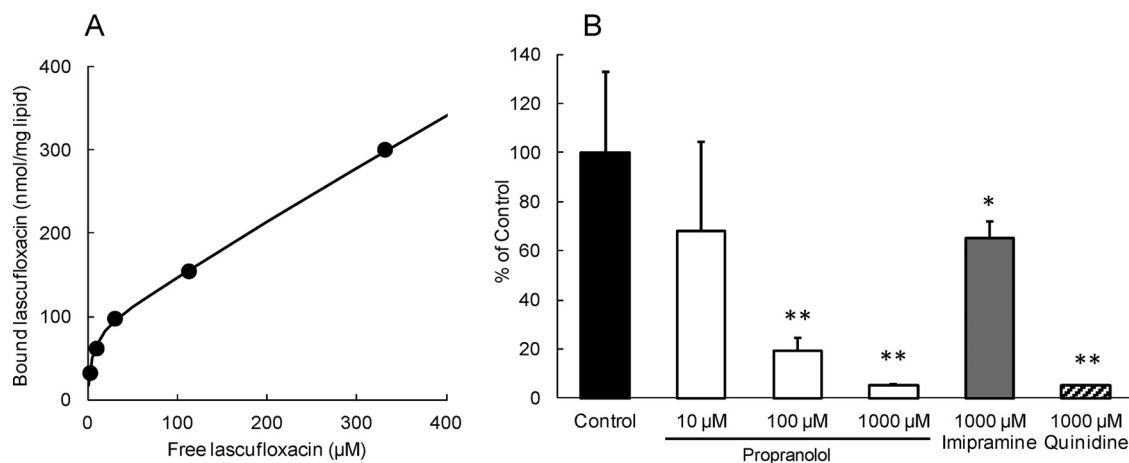 A
400
300
200
100
0
Bound lascufloxacin (nmol/mg lipid)
0 100 200 300 400
Free lascufloxacin (µM)
B
140
120
100
80
60
40
20
0
% of Control
**
**
*
**
Control 10 µM 100 µM 1000 µM 1000 µM 1000 µM
Imipramine Quinidine
Propranolol